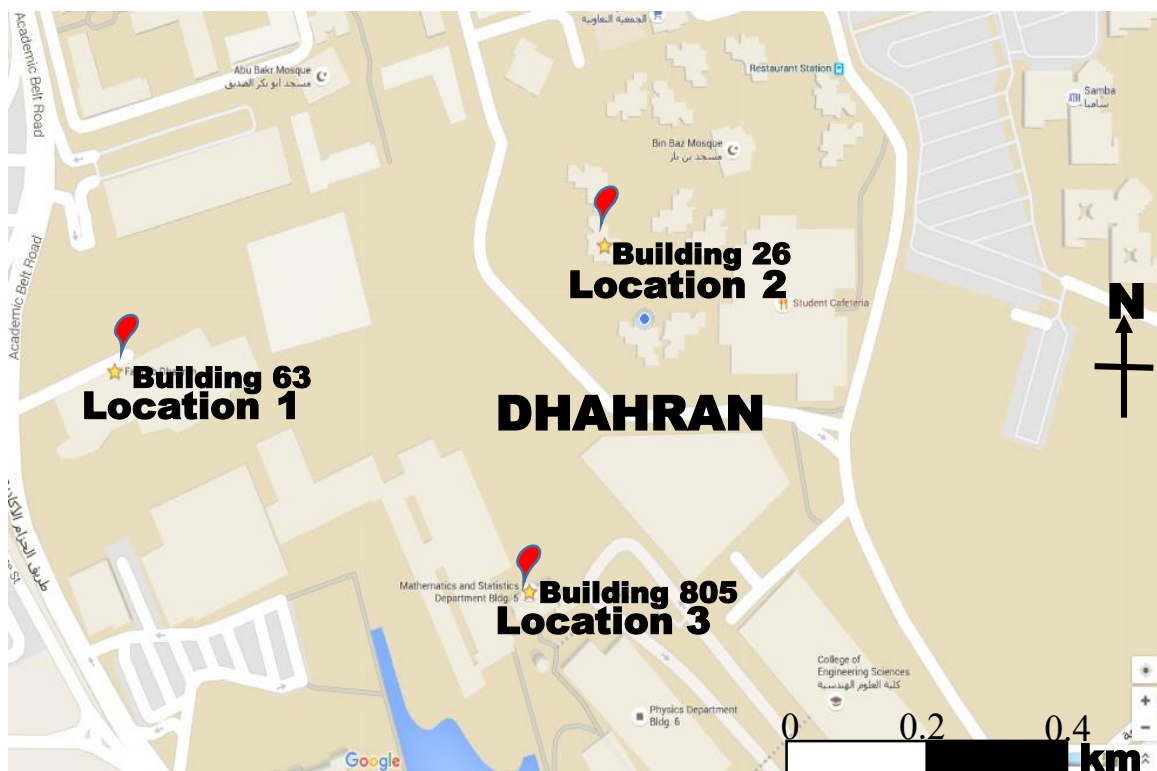 Academic Belt Road
الجمعية التعاونية
Abu Bakr Mosque
مسجد ابو بكر الصديق
Restaurant Station
Samba
سامبا
ATM
Bin Baz Mosque
مسجد بن باز
Academic Belt Road
Building 26
Location 2
Student Cafeteria
N
Building 63
Location 1
DHAHRAN
Mathematics and Statistics
Department Bldg. 5
Building 805
Location 3
College of
Engineering Sciences
كلية العلوم الهندسية
Physics Department
Bldg. 6
0 0.2 0.4
km
Google